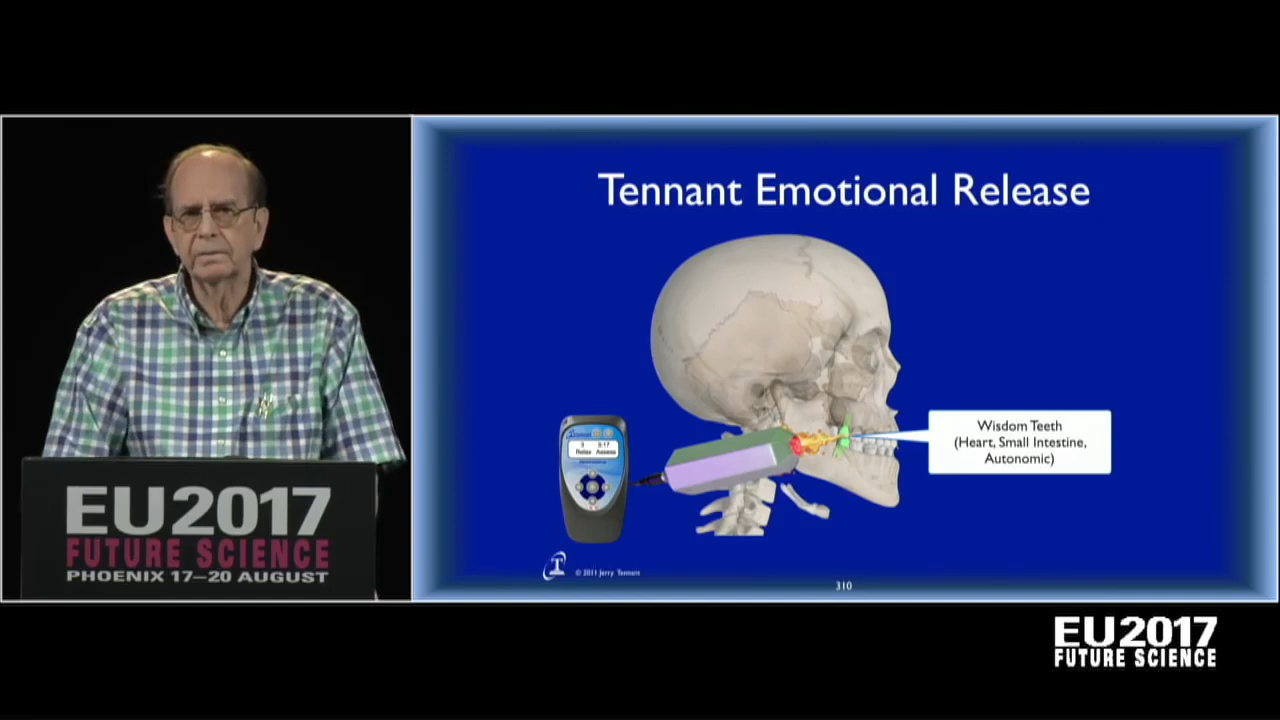 EU2017
FUTURE SCIENCE
PHOENIX 17–20 AUGUST
Tennant Emotional Release
Wisdom Teeth
(Heart, Small Intestine,
Autonomic)
Relax Assess
T
© 2011 Jerry Tennant
310
EU2017
FUTURE SCIENCE